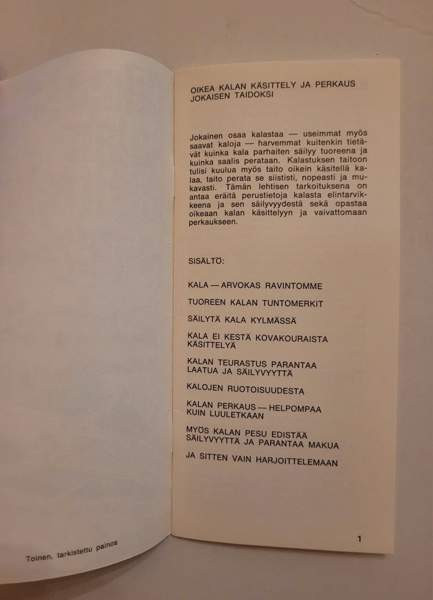 Toinen, tarkistettu painos
OIKEA KALAN KÄSITTELY JA PERKAUS
JOKAISEN TAIDOKSI
Jokainen osaa kalastaa — useimmat myös
saavat kaloja — harvemmat kuitenkin tietä-
vät kuinka kala parhaiten säilyy tuoreena ja
kuinka saalis perataan. Kalastuksen taitoon
tulisi kuulua myös taito oikein käsitellä ka-
laa, taito perata se siististi, nopeasti ja mu-
kavasti. Tämän lehtisen tarkoituksena on
antaa eräitä perustietoja kalasta elintarvik-
keena ja sen säilyvyydestä sekä opastaa
oikeaan kalan käsittelyyn ja vaivattomaan
perkaukseen.
SISÄLTÖ:
KALA — ARVOKAS RAVINTOMME
TUOREEN KALAN TUNTOMERKIT
SÄILYTÄ KALA KYLMÄSSÄ
KALA EI KESTÄ KOVAKOURAISTA
KÄSITTELYÄ
KALAN TEURASTUS PARANTAA
LAATUA JA SÄILYVYYTTÄ
KALOJEN RUOTOISUUDESTA
KALAN PERKAUS — HELPOMPAA
KUIN LUULETKAAN
MYÖS KALAN PESU EDISTÄÄ
SÄILYVYYTTÄ JA PARANTAA MAKUA
JA SITTEN VAIN HARJOITTELEMAAN
1